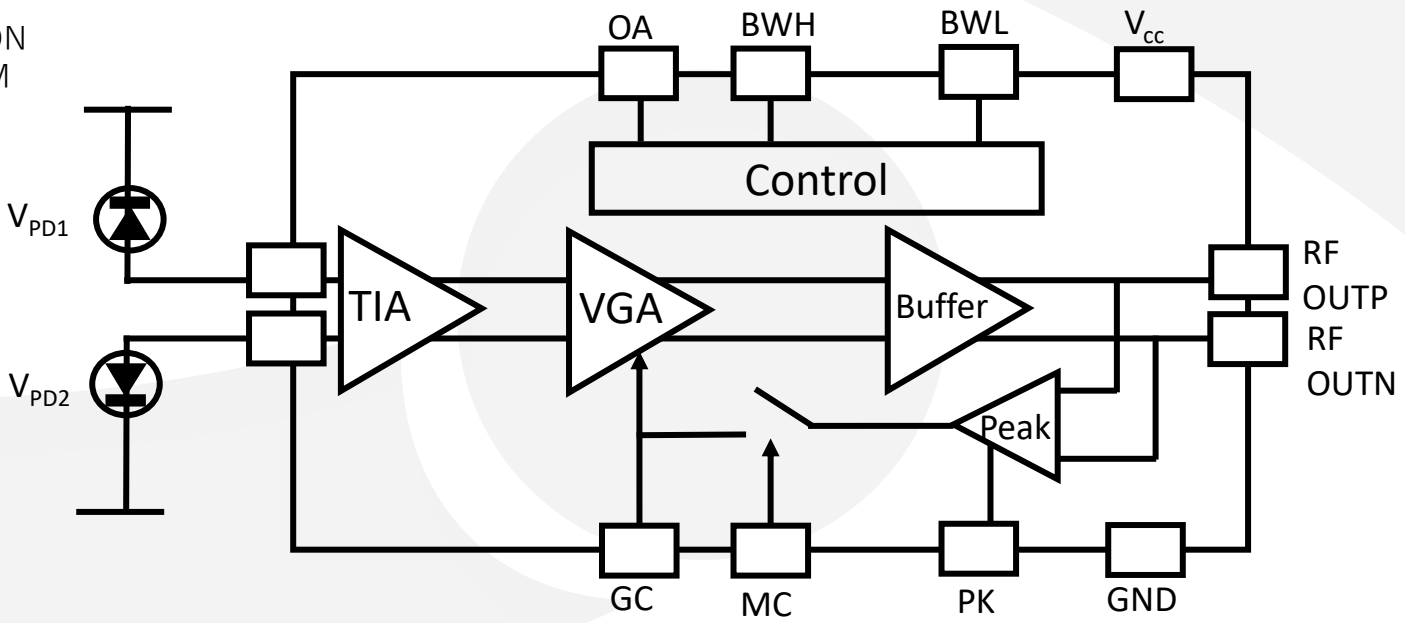 OA
BWH
BWL
Vcc
Control
VPD1
TIA
VGA
Buffer
RF
OUTP
RF
OUTN
VPD2
Peak
GC
MC
PK
GND